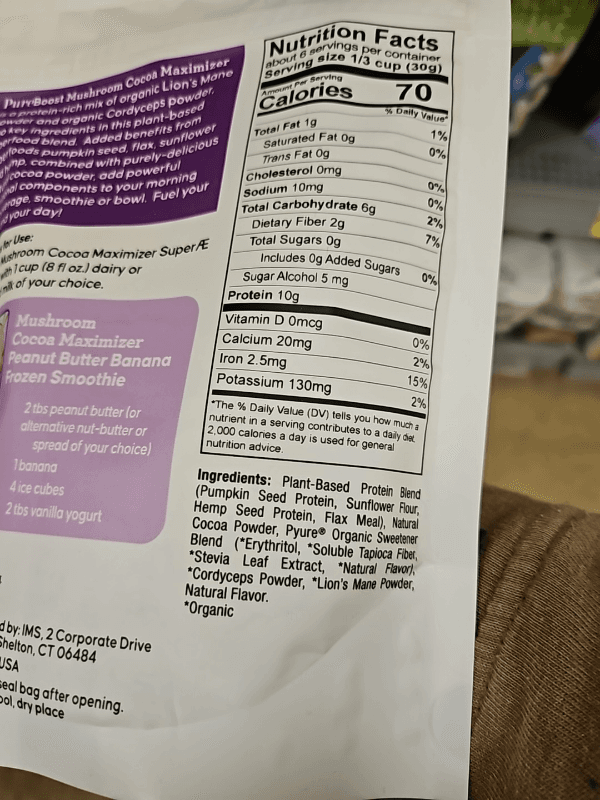 PureBoost Mushroom Cocoa Maximizer
protein-rich mix of organic Lion's Mane
and organic Cordyceps powder,
key ingredients in this plant-based
blend. Added benefits from
pumpkin seed, flax, sunflower
combined with purely-delicious
cocoa powder, add powerful
components to your morning
smoothie or bowl. Fuel your
your day!
Use:
Mushroom Cocoa Maximizer Super
1 cup (8 fl oz.) dairy or
of your choice.
Mushroom
Cocoa Maximizer
Peanut Butter Banana
Frozen Smoothie
2 tbs peanut butter (or
alternative nut-butter or
spread of your choice)
1 banana
4 ice cubes
2 tbs vanilla yogurt
by: IMS, 2 Corporate Drive
Shelton, CT 06484
USA
seal bag after opening.
dry place
Nutrition Facts
about 6 servings per container
Serving size 1/3 cup (30g)
Amount Per Serving
Calories 70
% Daily Value*
Total Fat 1g 1%
Saturated Fat 0g 0%
Trans Fat 0g
Cholesterol 0mg 0%
Sodium 10mg 0%
Total Carbohydrate 6g 2%
Dietary Fiber 2g 7%
Total Sugars 0g
Includes 0g Added Sugars 0%
Sugar Alcohol 5 mg
Protein 10g
Vitamin D 0mcg 0%
Calcium 20mg 2%
Iron 2.5mg 15%
Potassium 130mg 2%
*The % Daily Value (DV) tells you how much a
nutrient in a serving contributes to a daily diet.
2,000 calories a day is used for general
nutrition advice.
Ingredients: Plant-Based Protein Blend
(Pumpkin Seed Protein, Sunflower Flour,
Hemp Seed Protein, Flax Meal), Natural
Cocoa Powder, Pyure® Organic Sweetener
Blend (*Erythritol, *Soluble Tapioca Fiber,
*Stevia Leaf Extract, *Natural Flavor),
*Cordyceps Powder, *Lion's Mane Powder,
Natural Flavor.
*Organic